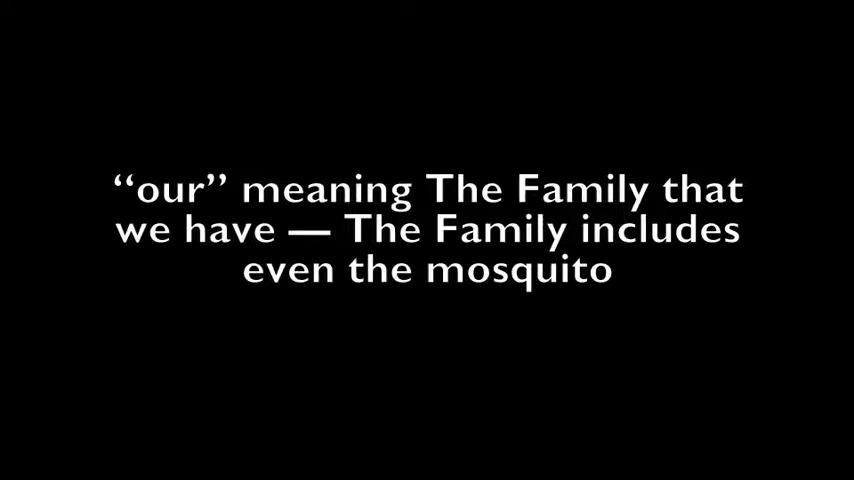 “our” meaning The Family that
we have — The Family includes
even the mosquito